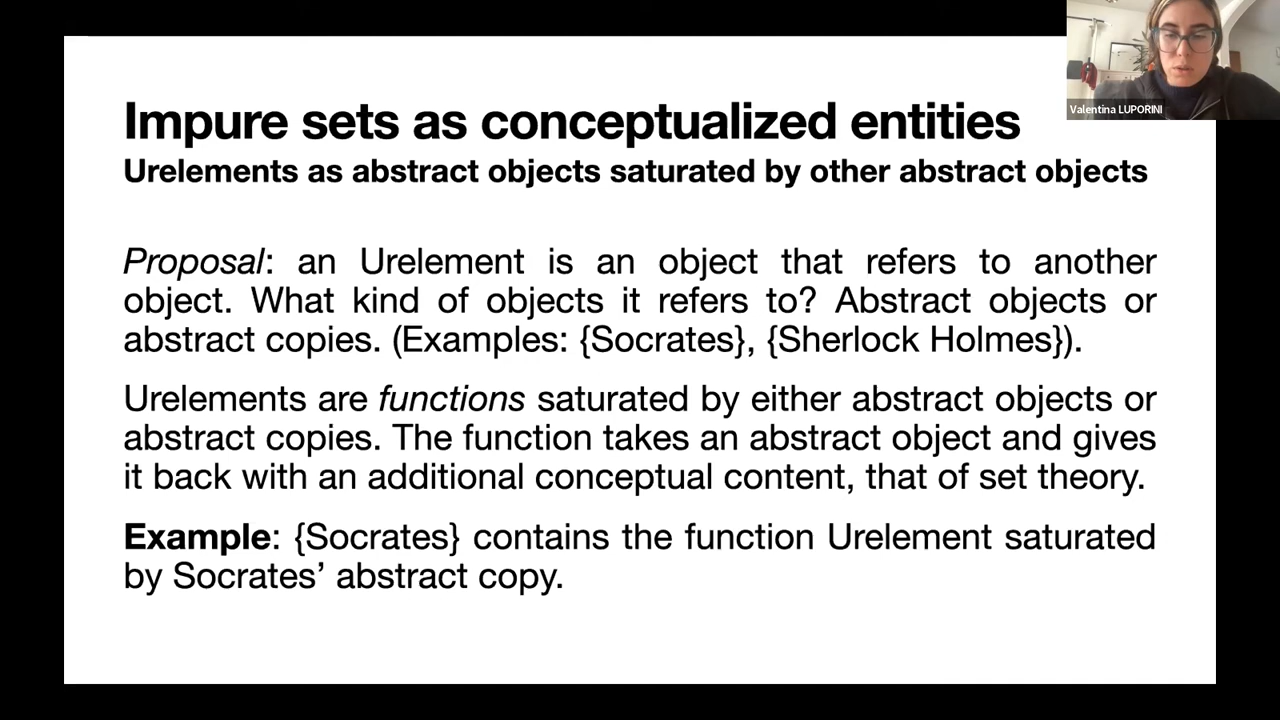 Impure sets as conceptualized entities
Urelements as abstract objects saturated by other abstract objects
Proposal: an Urelement is an object that refers to another
object. What kind of objects it refers to? Abstract objects or
abstract copies. (Examples: {Socrates}, {Sherlock Holmes}).
Urelements are functions saturated by either abstract objects or
abstract copies. The function takes an abstract object and gives
it back with an additional conceptual content, that of set theory.
Example: {Socrates} contains the function Urelement saturated
by Socrates’ abstract copy.
Valentina LUPORINI